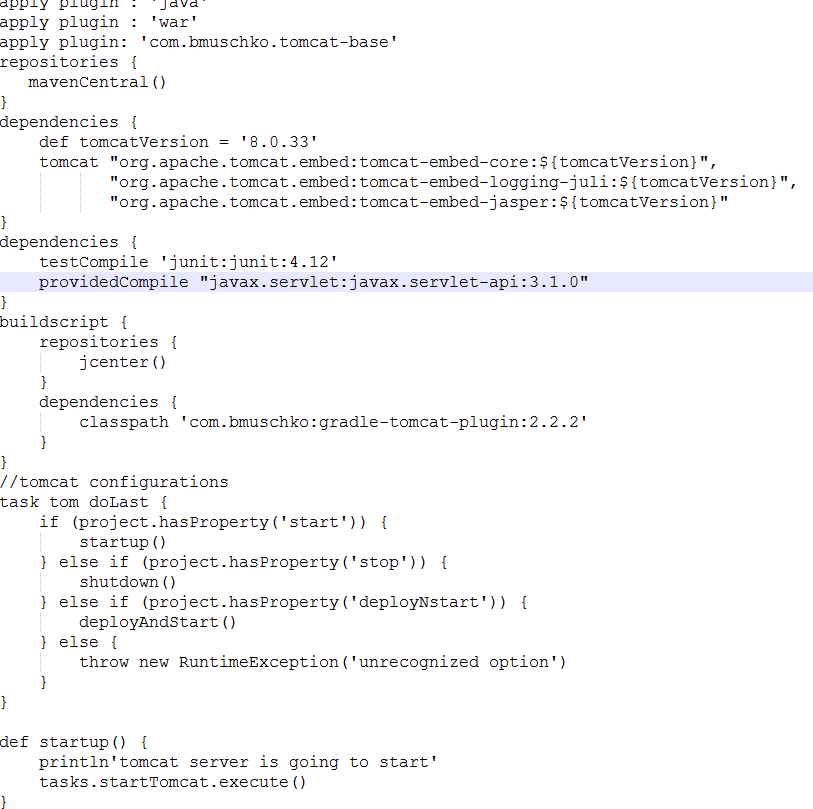 apply plugin : 'java'
apply plugin : 'war'
apply plugin: 'com.bmuschko.tomcat-base'
repositories {
   mavenCentral()
}
dependencies {
    def tomcatVersion = '8.0.33'
    tomcat "org.apache.tomcat.embed:tomcat-embed-core:${tomcatVersion}",
           "org.apache.tomcat.embed:tomcat-embed-logging-juli:${tomcatVersion}",
           "org.apache.tomcat.embed:tomcat-embed-jasper:${tomcatVersion}"
}
dependencies {
    testCompile 'junit:junit:4.12'
    providedCompile "javax.servlet:javax.servlet-api:3.1.0"
}
buildscript {
    repositories {
        jcenter()
    }
    dependencies {
        classpath 'com.bmuschko:gradle-tomcat-plugin:2.2.2'
    }
}
//tomcat configurations
task tom doLast {
    if (project.hasProperty('start')) {
        startup()
    } else if (project.hasProperty('stop')) {
        shutdown()
    } else if (project.hasProperty('deployNstart')) {
        deployAndStart()
    } else {
        throw new RuntimeException('unrecognized option')
    }
}

def startup() {
    println'tomcat server is going to start'
    tasks.startTomcat.execute()
}